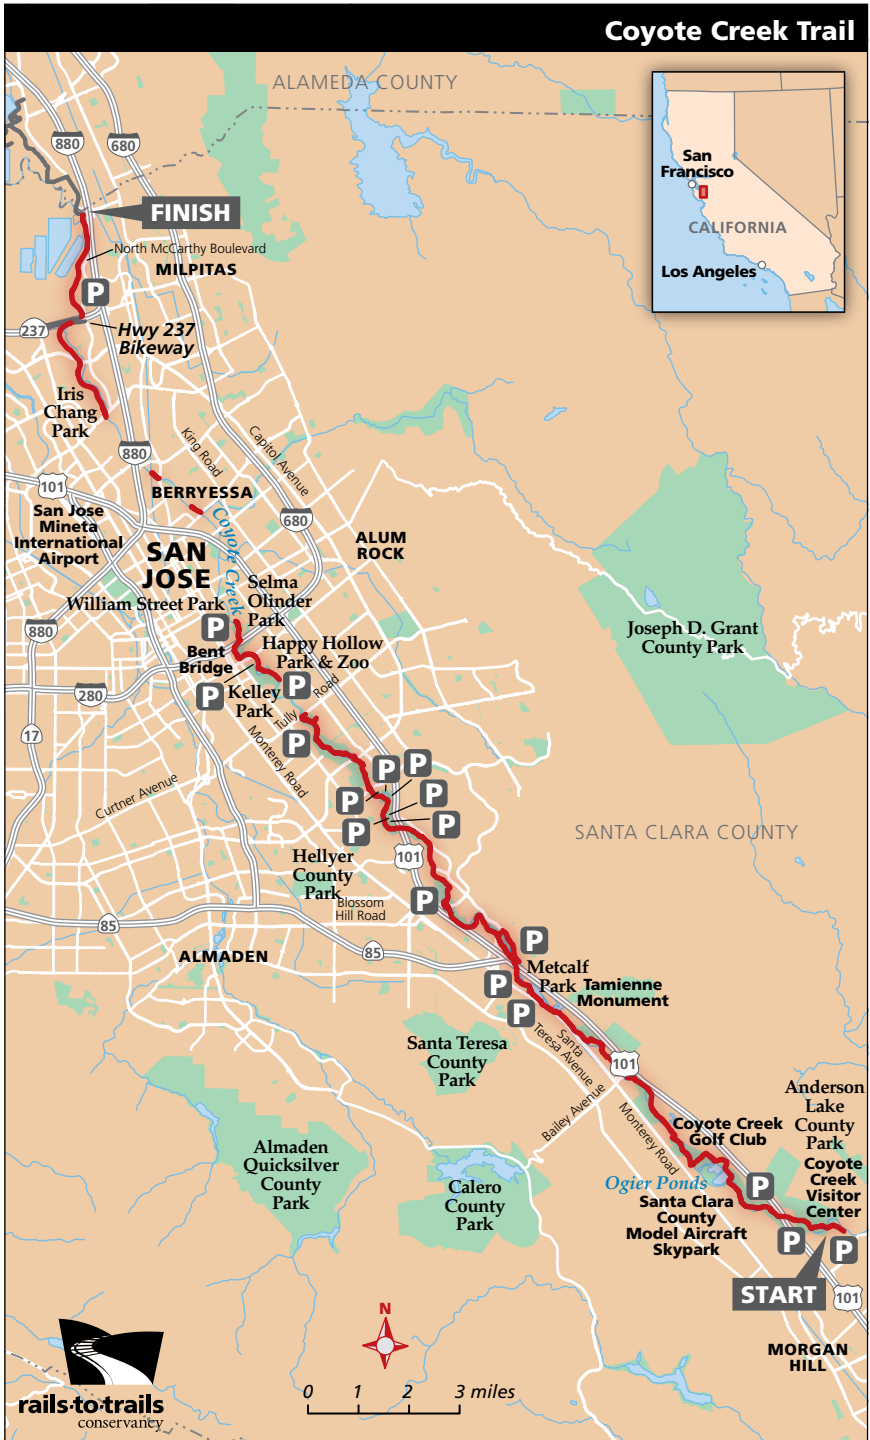 Coyote Creek Trail
ALAMEDA COUNTY
San
Francisco
CALIFORNIA
Los Angeles
880
680
FINISH
North McCarthy Boulevard
MILPITAS
P
237
Hwy 237
Bikeway
Iris
Chang
Park
King Road
Capitol Avenue
880
101
BERRYESSA
San Jose
Mineta
International
Airport
Coyote Creek
680
ALUM
ROCK
SAN
JOSE
Selma
Olinder
Park
William Street Park
P
880
Bent
Bridge
Happy Hollow
Park & Zoo
Joseph D. Grant
County Park
280
P
Kelley
Park
P
Tully Road
17
P
Monterey Road
Curtner Avenue
P
P
P
P
P
P
SANTA CLARA COUNTY
Hellyer
County
Park
101
Blossom
Hill Road
P
85
ALMADEN
85
P
Metcalf
Park
P
Tamienne
Monument
P
Santa
Teresa Avenue
Santa Teresa
County
Park
101
Bailey Avenue
Monterey Road
Anderson
Lake
County
Park
Coyote Creek
Golf Club
Almaden
Quicksilver
County
Park
Calero
County
Park
Ogier Ponds
Coyote
Creek
Visitor
Center
P
Santa Clara
County
Model Aircraft
Skypark
P
P
START
101
MORGAN
HILL
N
0 1 2 3 miles
rails-to-trails
conservancy